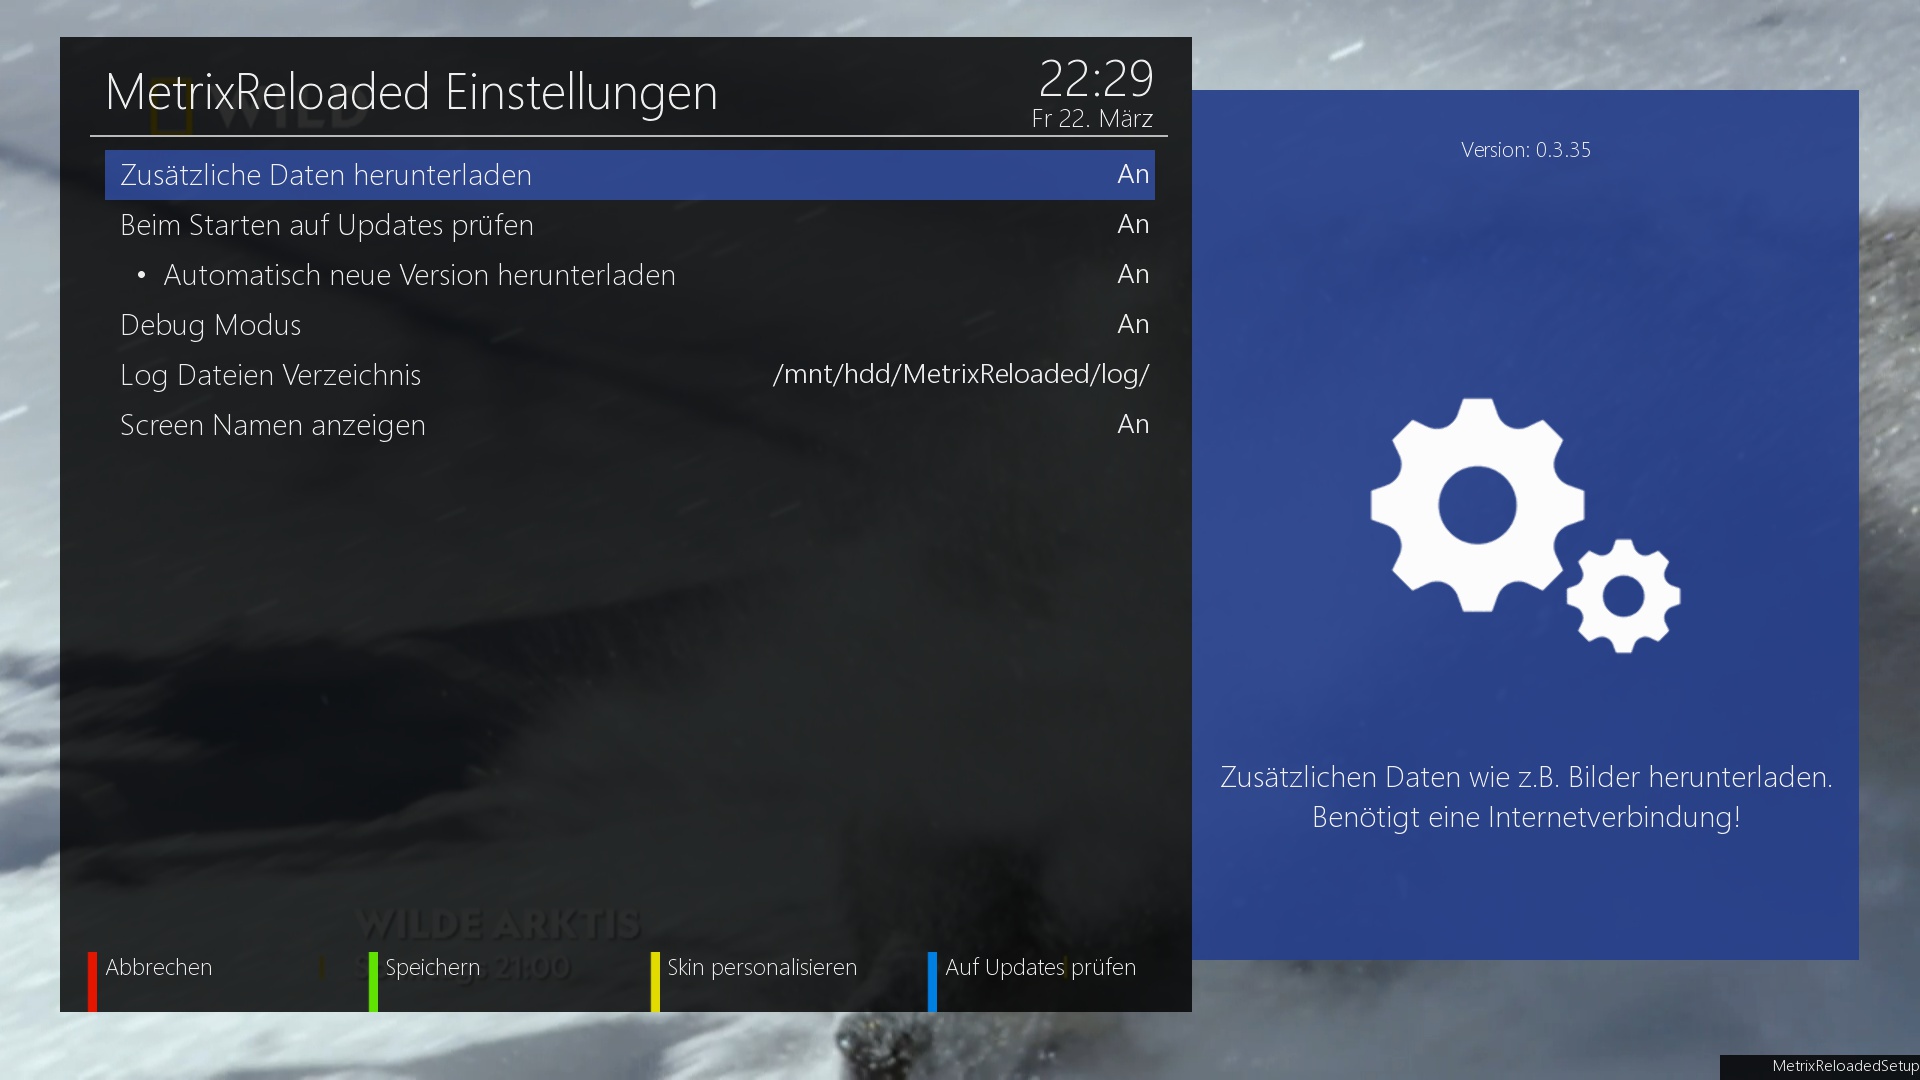 MetrixReloaded Einstellungen
22:29
Fr 22. März
WILD
Version: 0.3.35
Zusätzliche Daten herunterladen An
Beim Starten auf Updates prüfen An
• Automatisch neue Version herunterladen An
Debug Modus An
Log Dateien Verzeichnis /mnt/hdd/MetrixReloaded/log/
Screen Namen anzeigen An
Zusätzlichen Daten wie z.B. Bilder herunterladen.
Benötigt eine Internetverbindung!
WILDE ARKTIS
21:00
Abbrechen Speichern Skin personalisieren Auf Updates prüfen
MetrixReloadedSetup